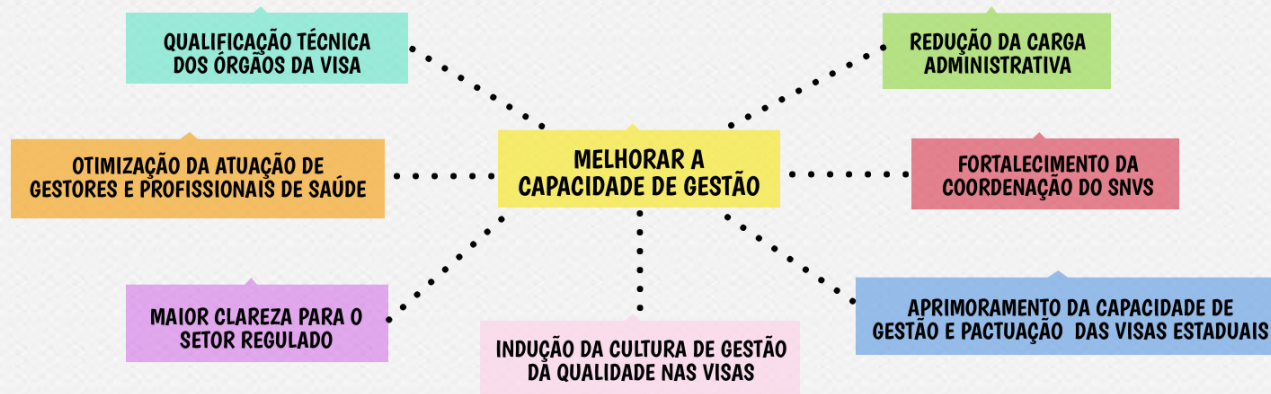 QUALIFICAÇÃO TÉCNICA
DOS ÓRGÃOS DA VISA
REDUÇÃO DA CARGA
ADMINISTRATIVA
OTIMIZAÇÃO DA ATUAÇÃO DE
GESTORES E PROFISSIONAIS DE SAÚDE
MELHORAR A
CAPACIDADE DE GESTÃO
FORTALECIMENTO DA
COORDENAÇÃO DO SNVS
MAIOR CLAREZA PARA O
SETOR REGULADO
INDUÇÃO DA CULTURA DE GESTÃO
DA QUALIDADE NAS VISAS
APRIMORAMENTO DA CAPACIDADE DE
GESTÃO E PACTUAÇÃO DAS VISAS ESTADUAIS